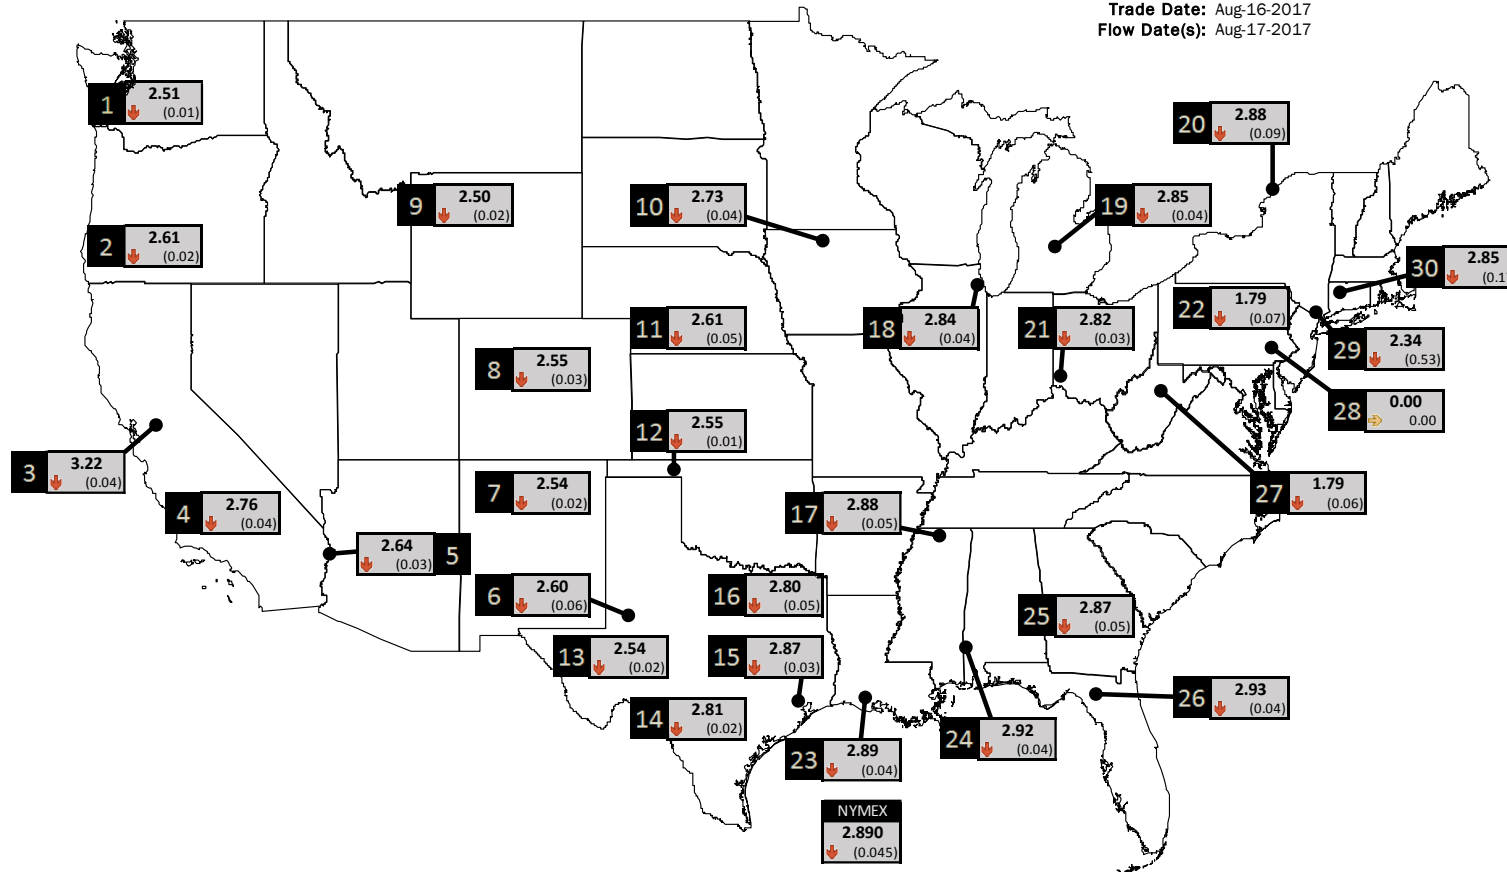 Trade Date: Aug-16-2017
Flow Date(s): Aug-17-2017
1 2.51 (0.01)
2 2.61 (0.02)
3 3.22 (0.04)
4 2.76 (0.04)
2.64 (0.03) 5
6 2.60 (0.06)
7 2.54 (0.02)
8 2.55 (0.03)
9 2.50 (0.02)
10 2.73 (0.04)
11 2.61 (0.05)
12 2.55 (0.01)
13 2.54 (0.02)
14 2.81 (0.02)
15 2.87 (0.03)
16 2.80 (0.05)
17 2.88 (0.05)
18 2.84 (0.04)
19 2.85 (0.04)
20 2.88 (0.09)
21 2.82 (0.03)
22 1.79 (0.07)
23 2.89 (0.04)
24 2.92 (0.04)
25 2.87 (0.05)
26 2.93 (0.04)
27 1.79 (0.06)
28 0.00 0.00
29 2.34 (0.53)
30 2.85
NYMEX
2.890
(0.045)